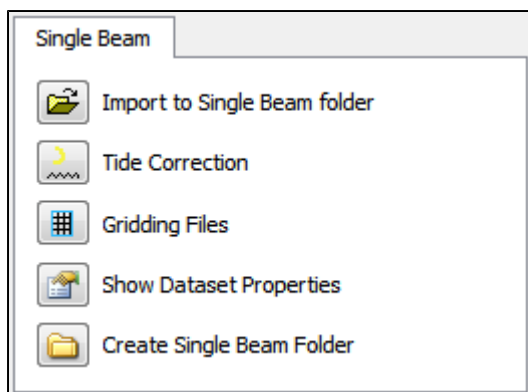 Single Beam
Import to Single Beam folder
Tide Correction
Gridding Files
Show Dataset Properties
Create Single Beam Folder